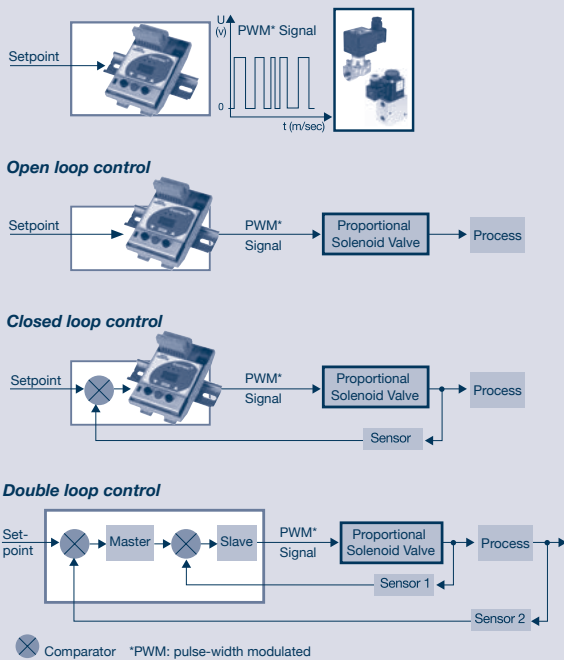 Setpoint
U
(v)
PWM* Signal
0
t (m/sec)
Open loop control
Setpoint
PWM*
Signal
Proportional
Solenoid Valve
Process
Closed loop control
Setpoint
PWM*
Signal
Proportional
Solenoid Valve
Process
Sensor
Double loop control
Set-
point
Master
Slave
PWM*
Signal
Proportional
Solenoid Valve
Process
Sensor 1
Sensor 2
Comparator *PWM: pulse-width modulated